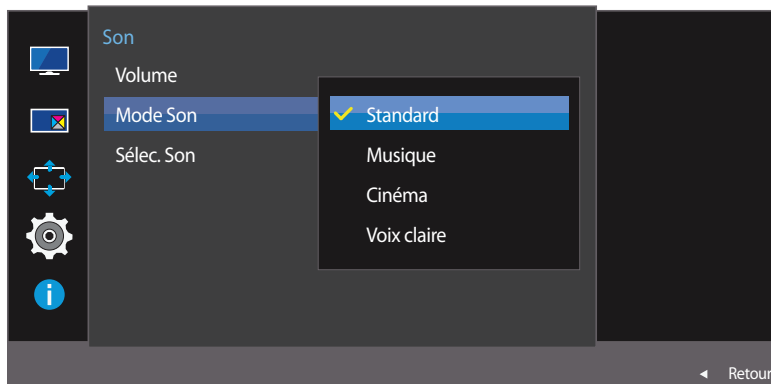 Son
Volume
Mode Son
Sélec. Son
Standard
Musique
Cinéma
Voix claire
Retour